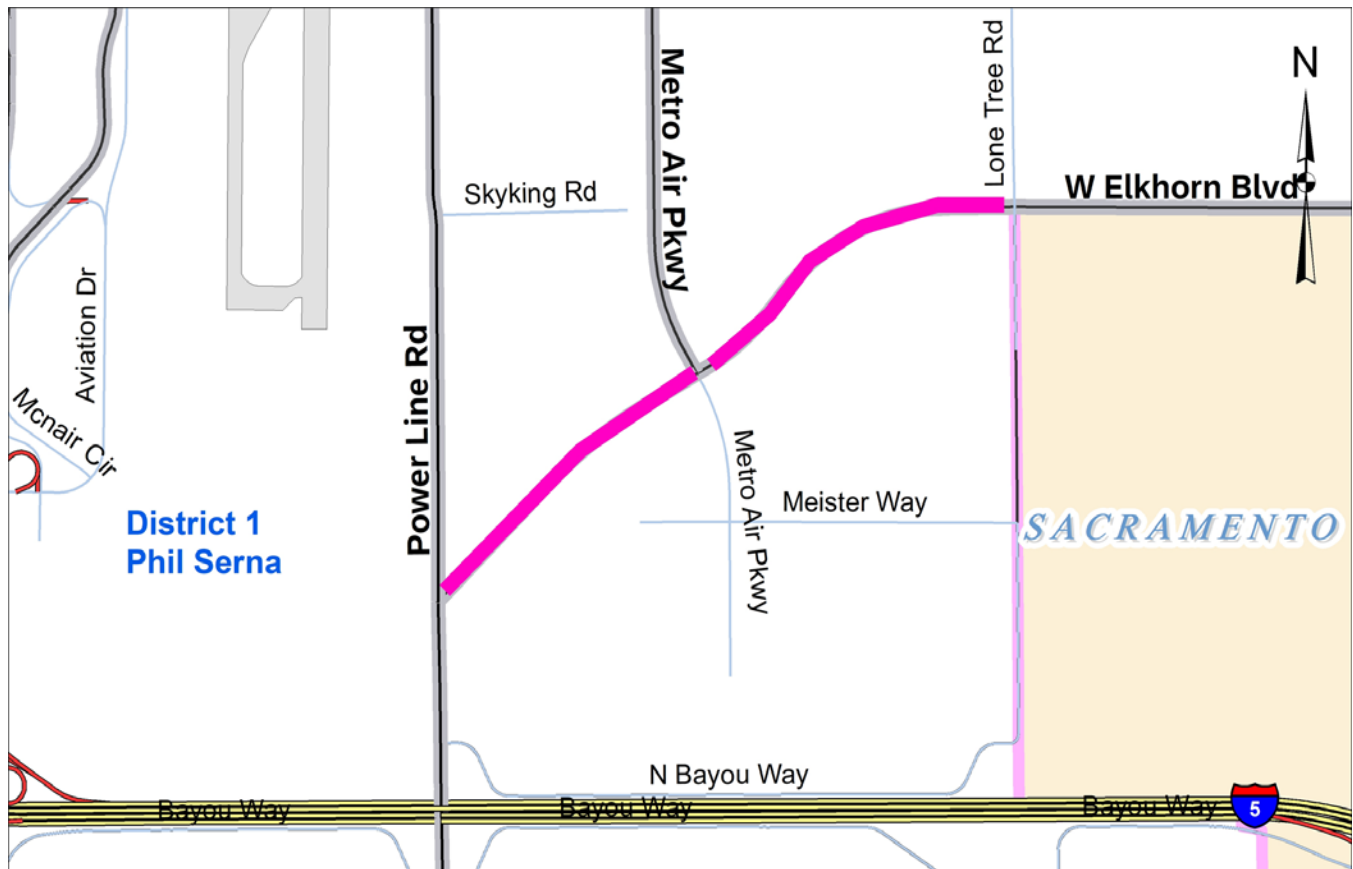 Lone Tree Rd
N
Metro Air Pkwy
W Elkhorn Blvd
Skyking Rd
Aviation Dr
Power Line Rd
Mcnair Cir
Metro Air Pkwy
Meister Way
District 1
Phil Serna
SACRAMENTO
N Bayou Way
Bayou Way
Bayou Way
Bayou Way
5